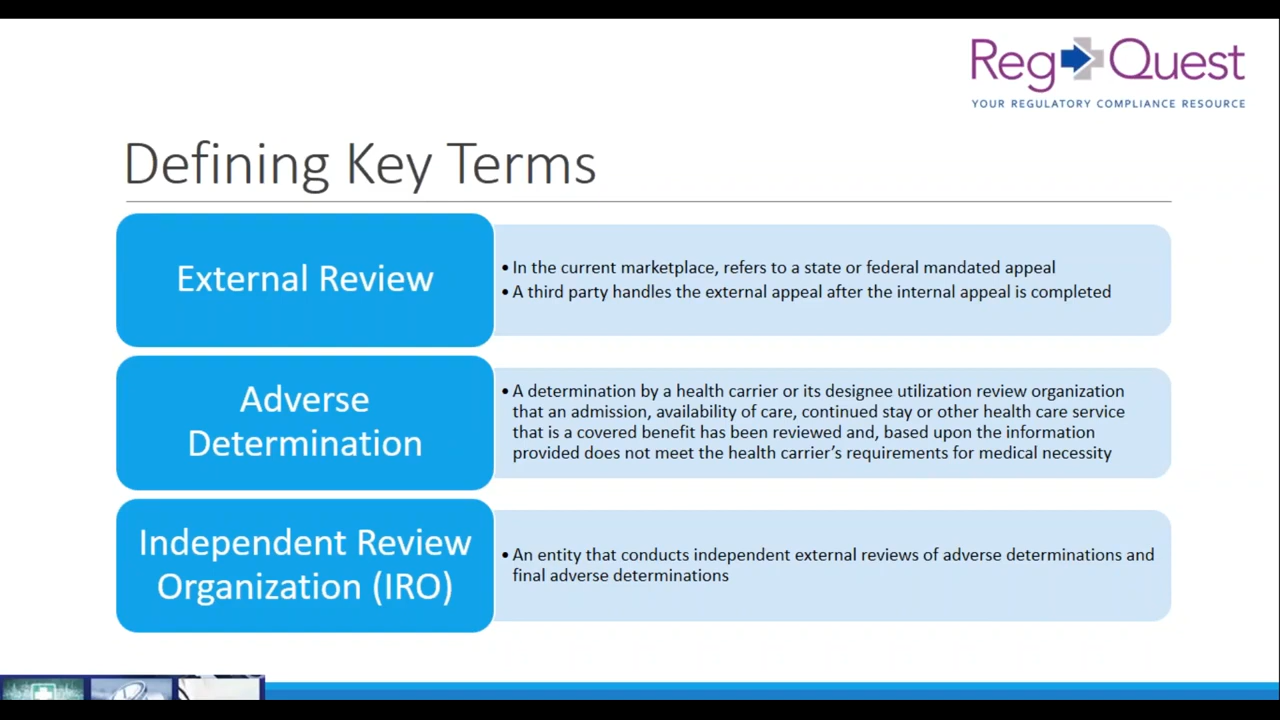 Reg Quest
YOUR REGULATORY COMPLIANCE RESOURCE
Defining Key Terms
External Review
• In the current marketplace, refers to a state or federal mandated appeal
• A third party handles the external appeal after the internal appeal is completed
Adverse
Determination
• A determination by a health carrier or its designee utilization review organization
that an admission, availability of care, continued stay or other health care service
that is a covered benefit has been reviewed and, based upon the information
provided does not meet the health carrier's requirements for medical necessity
Independent Review
Organization (IRO)
• An entity that conducts independent external reviews of adverse determinations and
final adverse determinations